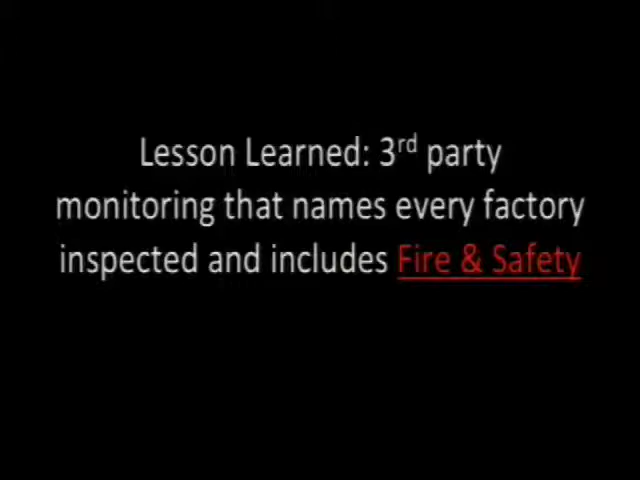 Lesson Learned: 3rd party
monitoring that names every factory
inspected and includes Fire & Safety